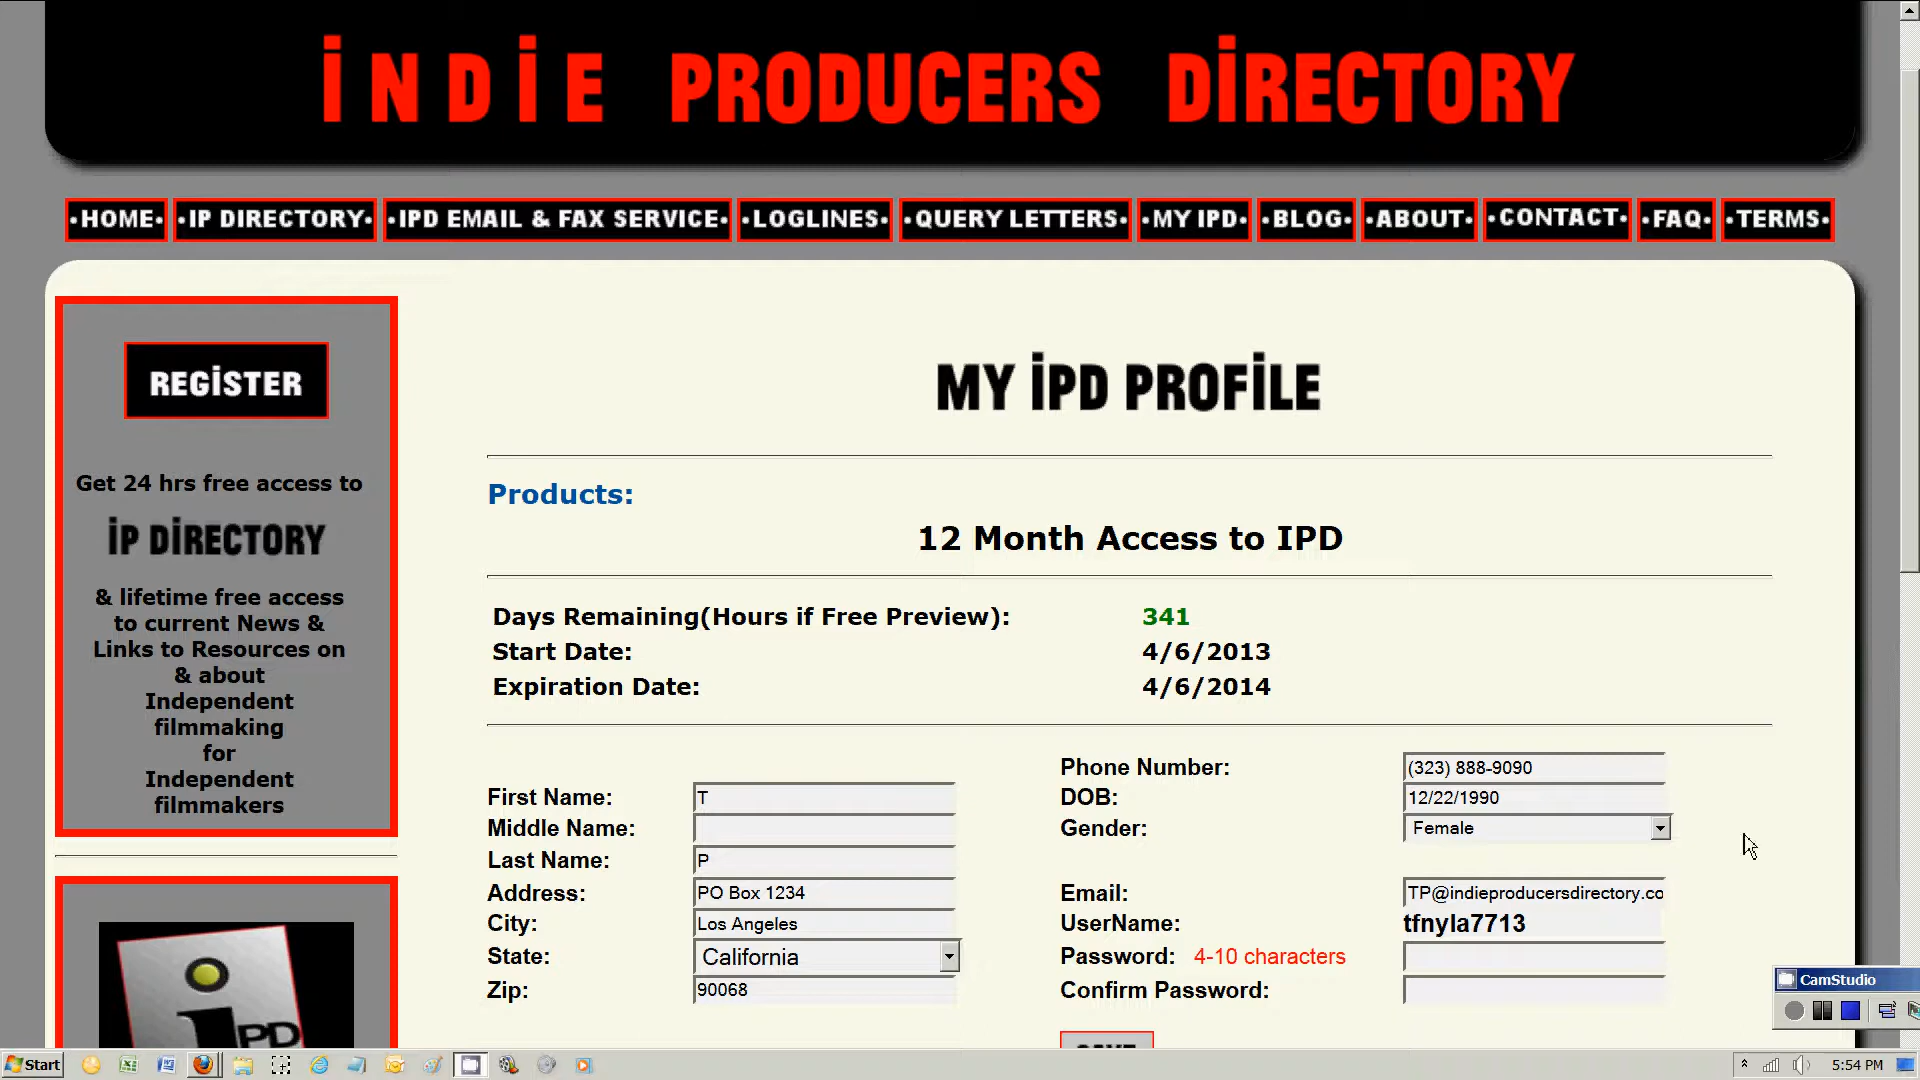 iNDiE PRODUCERS DiRECTORY
•HOME• •IP DIRECTORY• •IPD EMAIL & FAX SERVICE• •LOGLINES• •QUERY LETTERS• •MY IPD• •BLOG• •ABOUT• •CONTACT• •FAQ• •TERMS•
REGiSTER
Get 24 hrs free access to
iP DiRECTORY
& lifetime free access
to current News &
Links to Resources on
& about
Independent
filmmaking
for
Independent
filmmakers
iPD
MY iPD PROFiLE
Products:
12 Month Access to IPD
Days Remaining(Hours if Free Preview): 341
Start Date: 4/6/2013
Expiration Date: 4/6/2014
First Name: T
Middle Name:
Last Name: P
Address: PO Box 1234
City: Los Angeles
State: California
Zip: 90068
Phone Number: (323) 888-9090
DOB: 12/22/1990
Gender: Female
Email: TP@indieproducersdirectory.co
UserName: tfnyla7713
Password: 4-10 characters
Confirm Password:
SAVE
CamStudio
Start
5:54 PM